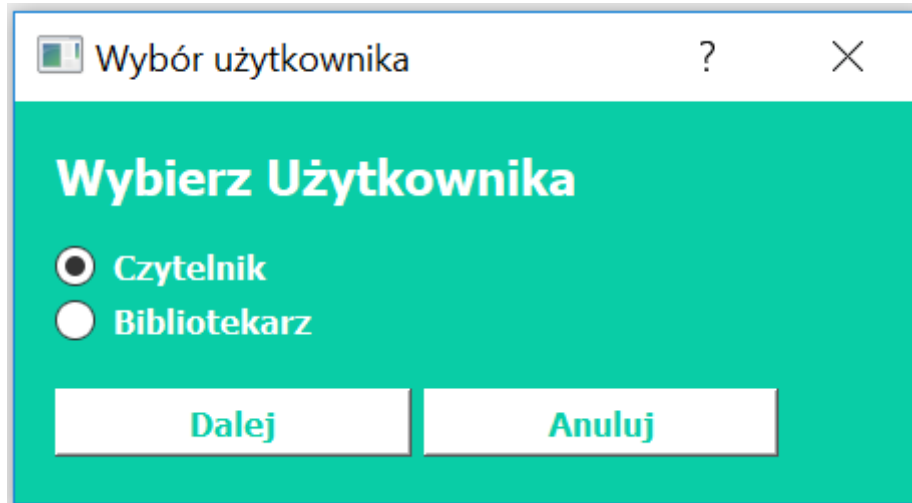 Wybór użytkownika ?
Wybierz Użytkownika
Czytelnik
Bibliotekarz
Dalej Anuluj